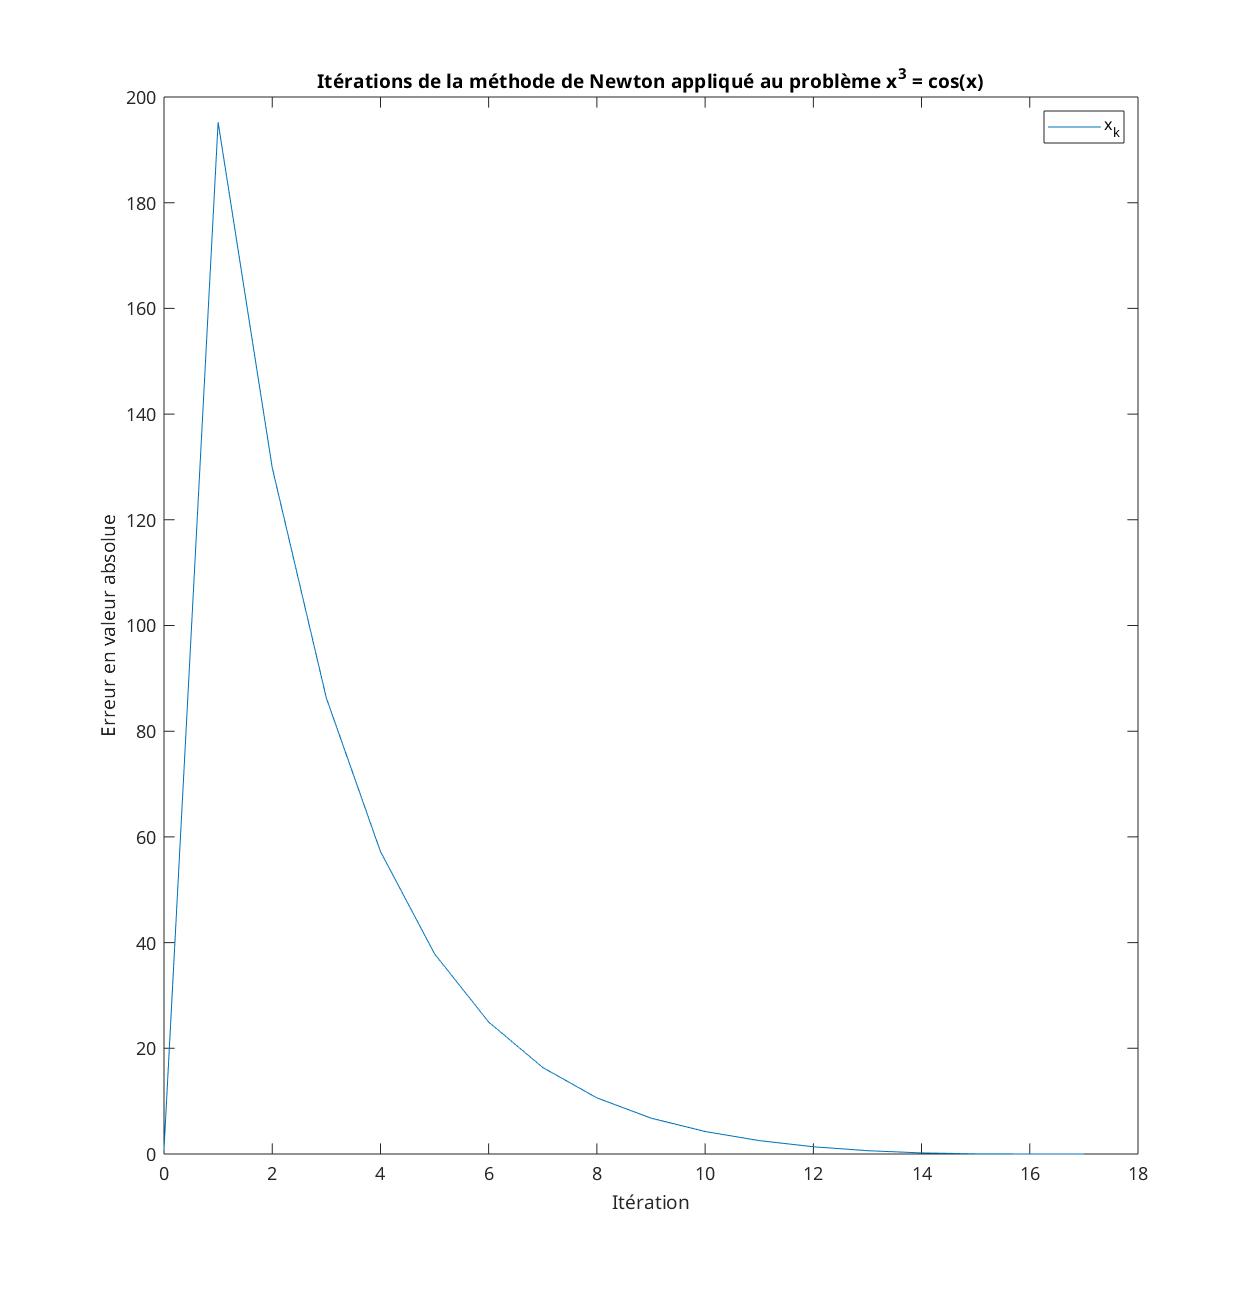 Itérations de la méthode de Newton appliqué au problème x³ = cos(x)
xₖ
200
180
160
140
120
100
80
60
40
20
0
Erreur en valeur absolue
0 2 4 6 8 10 12 14 16 18
Itération